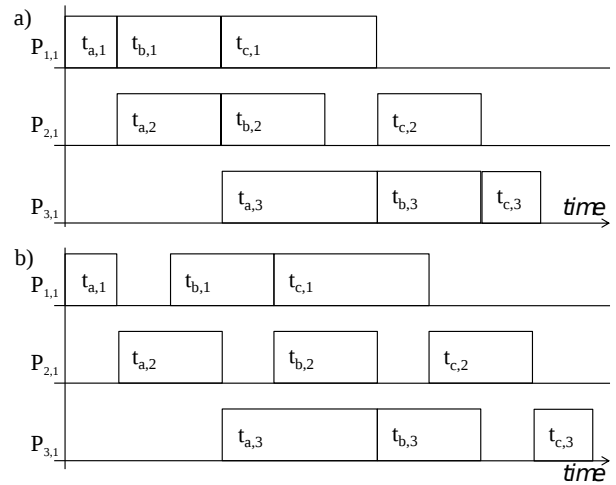 a)
P1,1 ta,1 tb,1 tc,1
P2,1 ta,2 tb,2 tc,2
P3,1 ta,3 tb,3 tc,3 time
b)
P1,1 ta,1 tb,1 tc,1
P2,1 ta,2 tb,2 tc,2
P3,1 ta,3 tb,3 tc,3
time